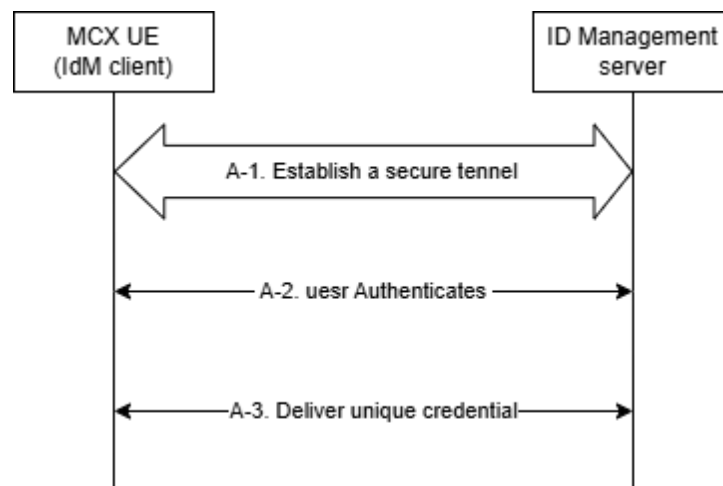 MCX UE
(IdM client)
ID Management
server
A-1. Establish a secure tennel
A-2. uesr Authenticates
A-3. Deliver unique credential